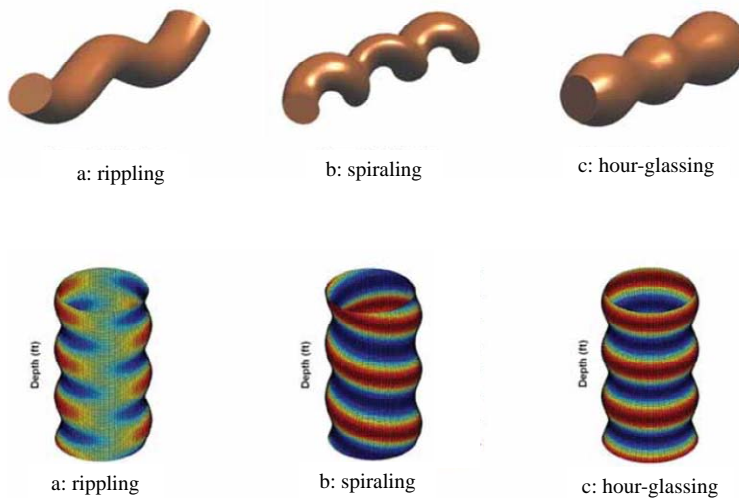 a: rippling
b: spiraling
c: hour-glassing
Depth (ft)
Depth (ft)
Depth (ft)
a: rippling
b: spiraling
c: hour-glassing